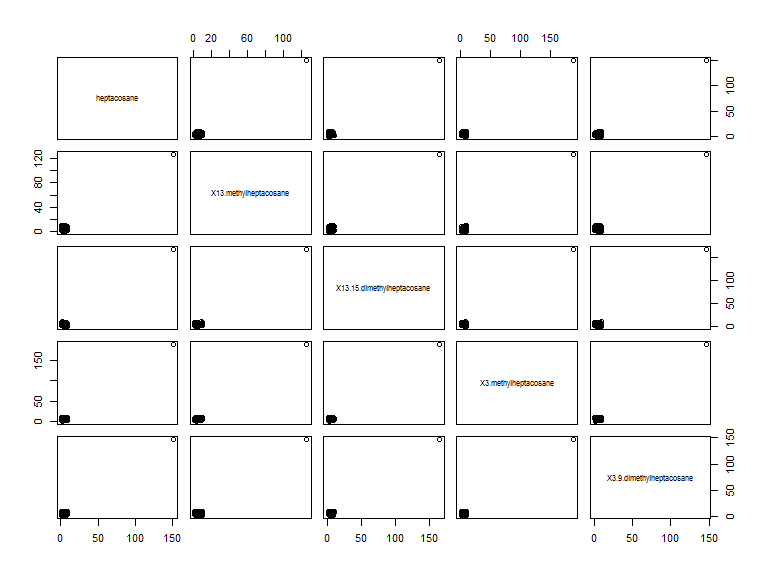 0 20 60 100
0 50 100 150
heptacosane
0 50 100
0 40 80 120
X13.methylheptacosane
X13.15.dimethylheptacosane
0 50 100
0 50 150
X3.methylheptacosane
X3.9.dimethylheptacosane
0 50 100 150
0 50 100 150
0 50 100 150
0 50 100 150